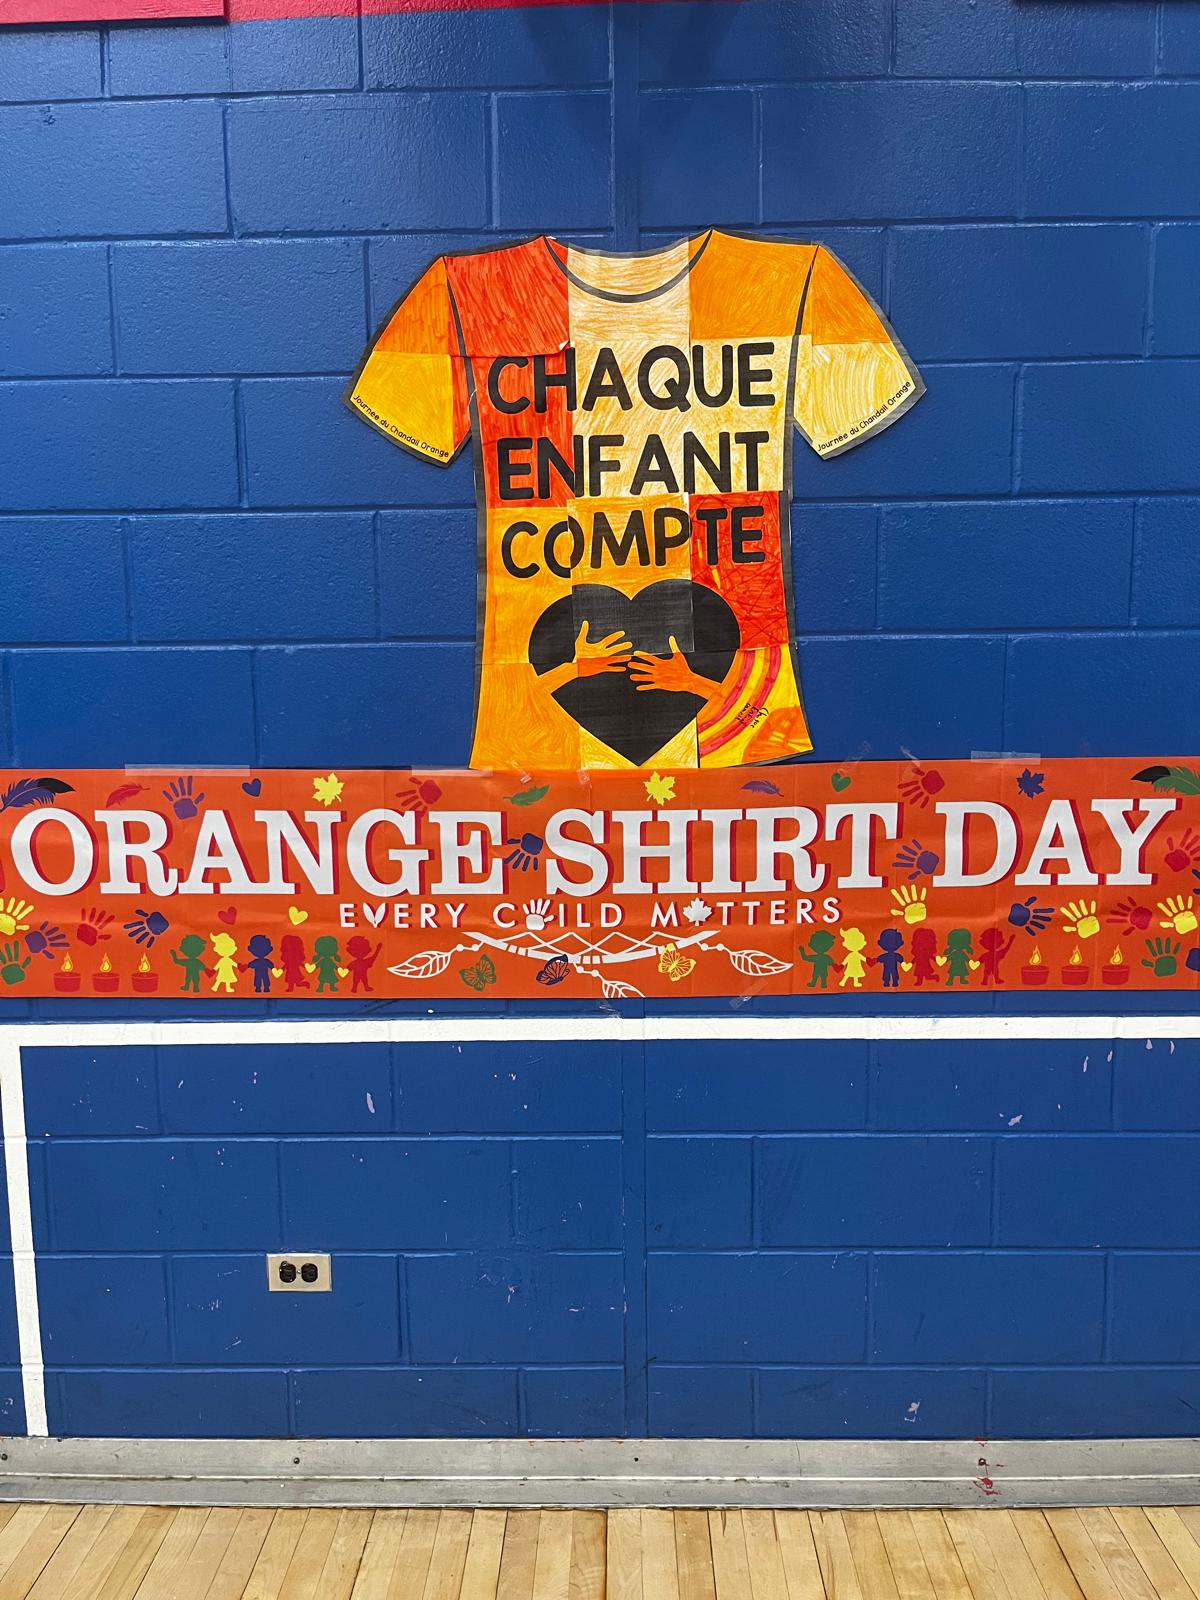 CHAQUE
ENFANT
COMPTE
Journée du Chandail Orange
Journée du Chandail Orange
ORANGE SHIRT DAY
EVERY CHILD MATTERS